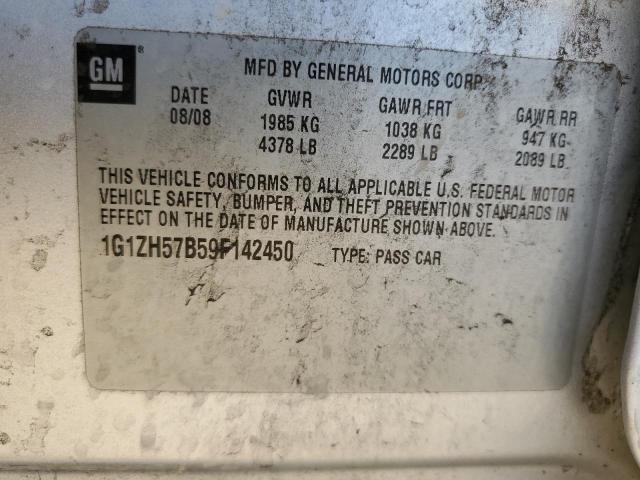 GM ®
MFD BY GENERAL MOTORS CORP
DATE GVWR GAWR FRT GAWR RR
08/08 1985 KG 1038 KG 947 KG
4378 LB 2289 LB 2089 LB
THIS VEHICLE CONFORMS TO ALL APPLICABLE U.S. FEDERAL MOTOR
VEHICLE SAFETY, BUMPER, AND THEFT PREVENTION STANDARDS IN
EFFECT ON THE DATE OF MANUFACTURE SHOWN ABOVE.
1G1ZH57B59F142450 TYPE: PASS CAR